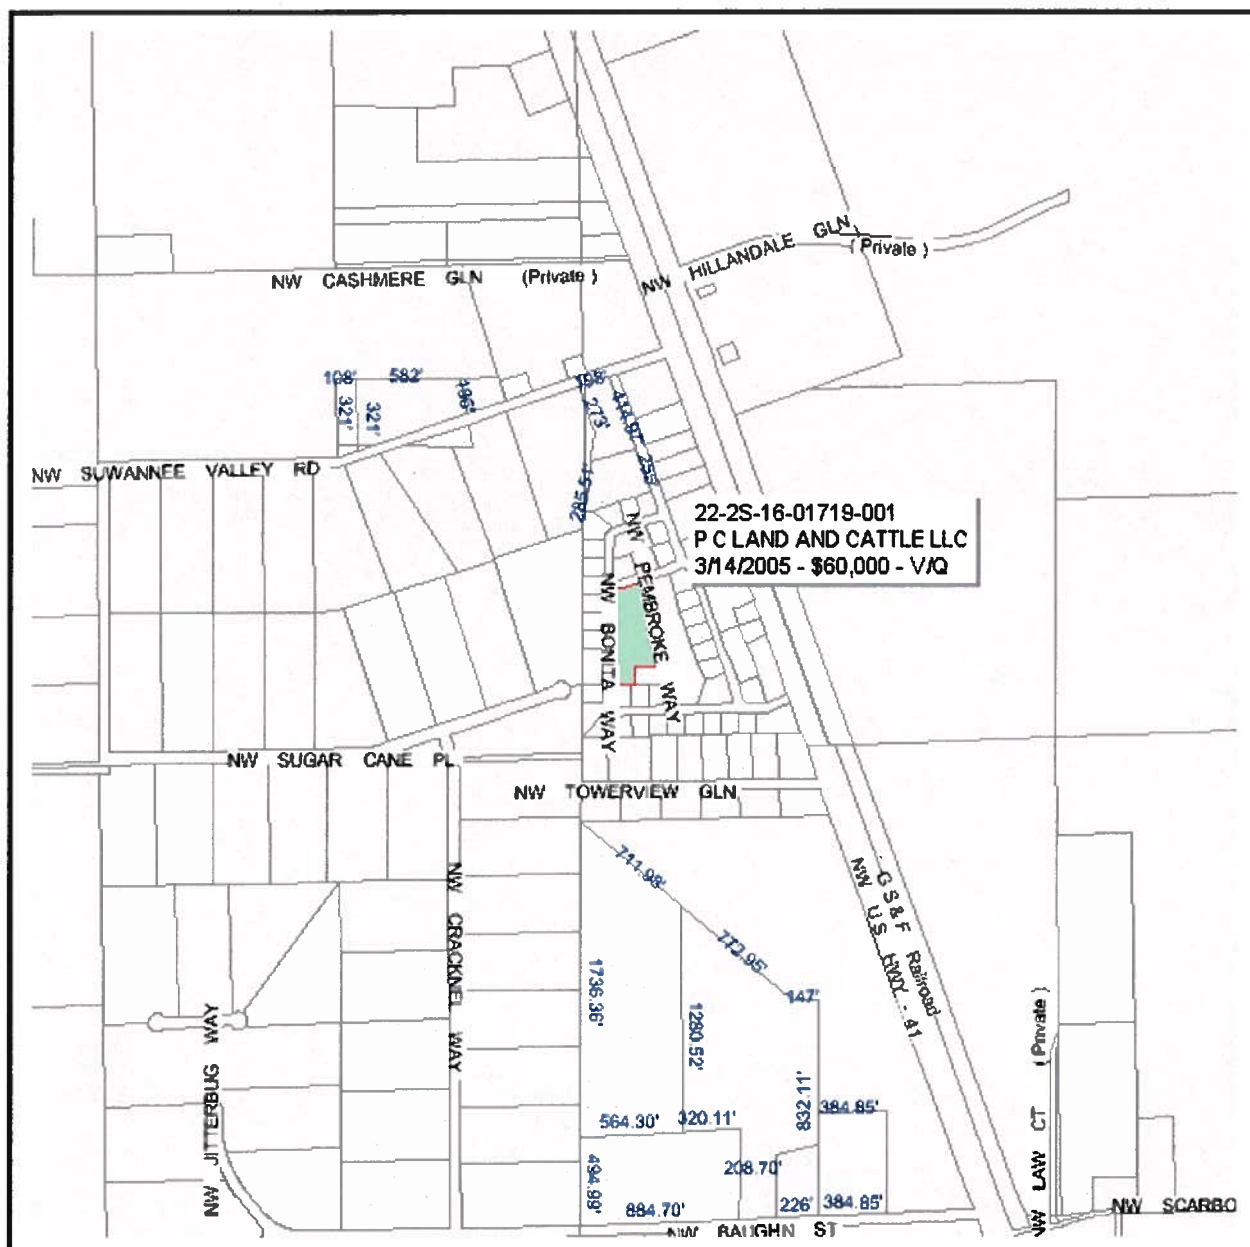 NW HILLANDALE GLN
( Private )
NW CASHMERE GLN (Private )
108' 582' 486'
321' 321'
273'
414.97' 255'
285.51'
NW SUWANNEE VALLEY RD
22-2S-16-01719-001
P C LAND AND CATTLE LLC
3/14/2005 - $60,000 - V/Q
NW PEMBROKE WAY
NW BONITA WAY
NW SUGAR CANE PL
NW TOWERVIEW GLN
741.98'
772.95'
147'
NW CRACKNEL WAY
1736.36'
1280.52'
832.11'
384.85'
G S & F Railroad
NW U.S. HWY - 41
NW JITTERBUG WAY
564.30' 320.11'
494.99'
208.70'
884.70'
226' 384.85'
NW BAUGHN ST
NW LAW CT (Private )
NW SCARBO